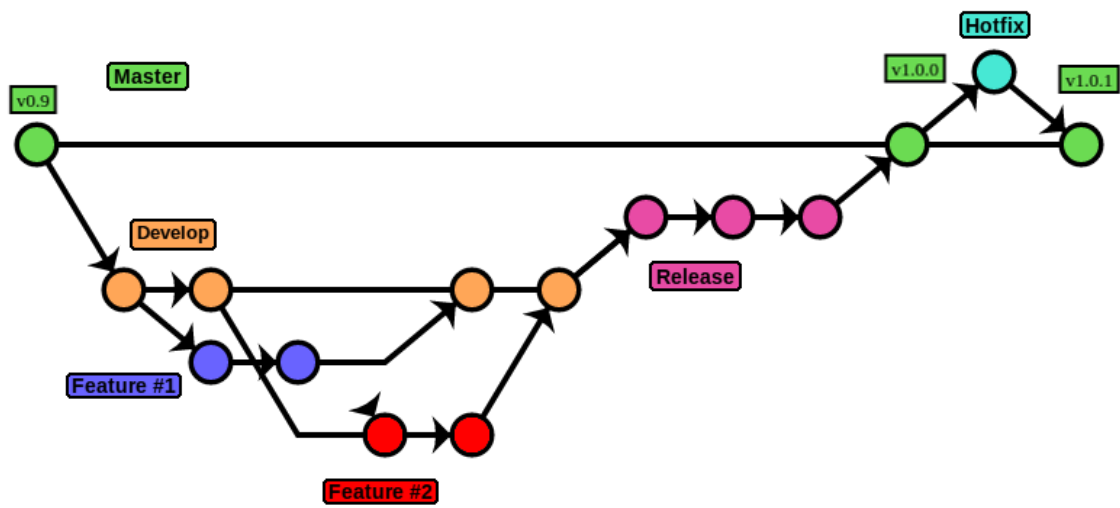 Hotfix
Master
v1.0.0
v1.0.1
v0.9
Develop
Release
Feature #1
Feature #2